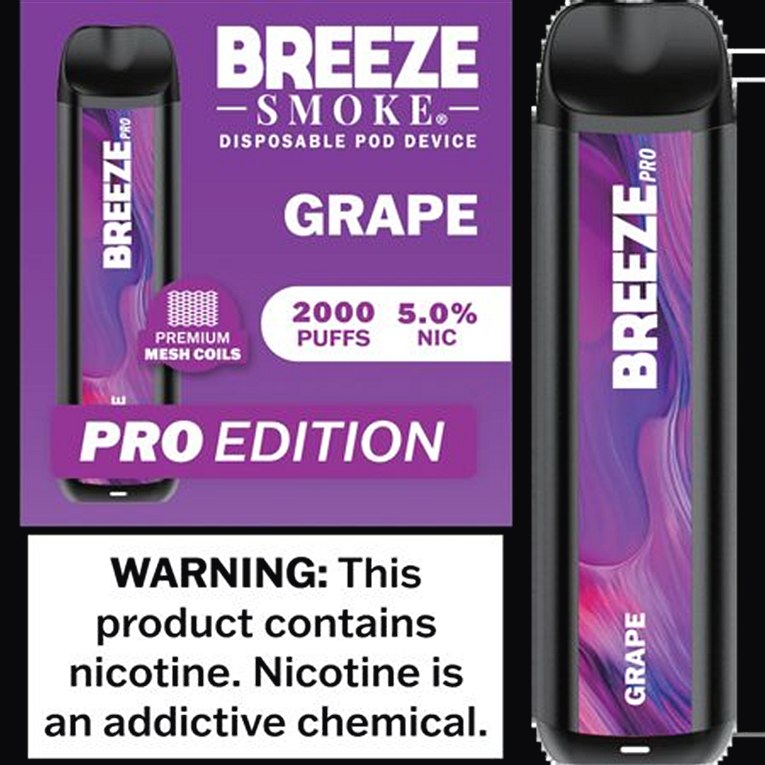 BREEZE
SMOKE®
DISPOSABLE POD DEVICE
GRAPE
2000 PUFFS
5.0% NIC
BREEZE PRO
PREMIUM
MESH COILS
E
PRO EDITION
WARNING: This
product contains
nicotine. Nicotine is
an addictive chemical.
BREEZE PRO
GRAPE